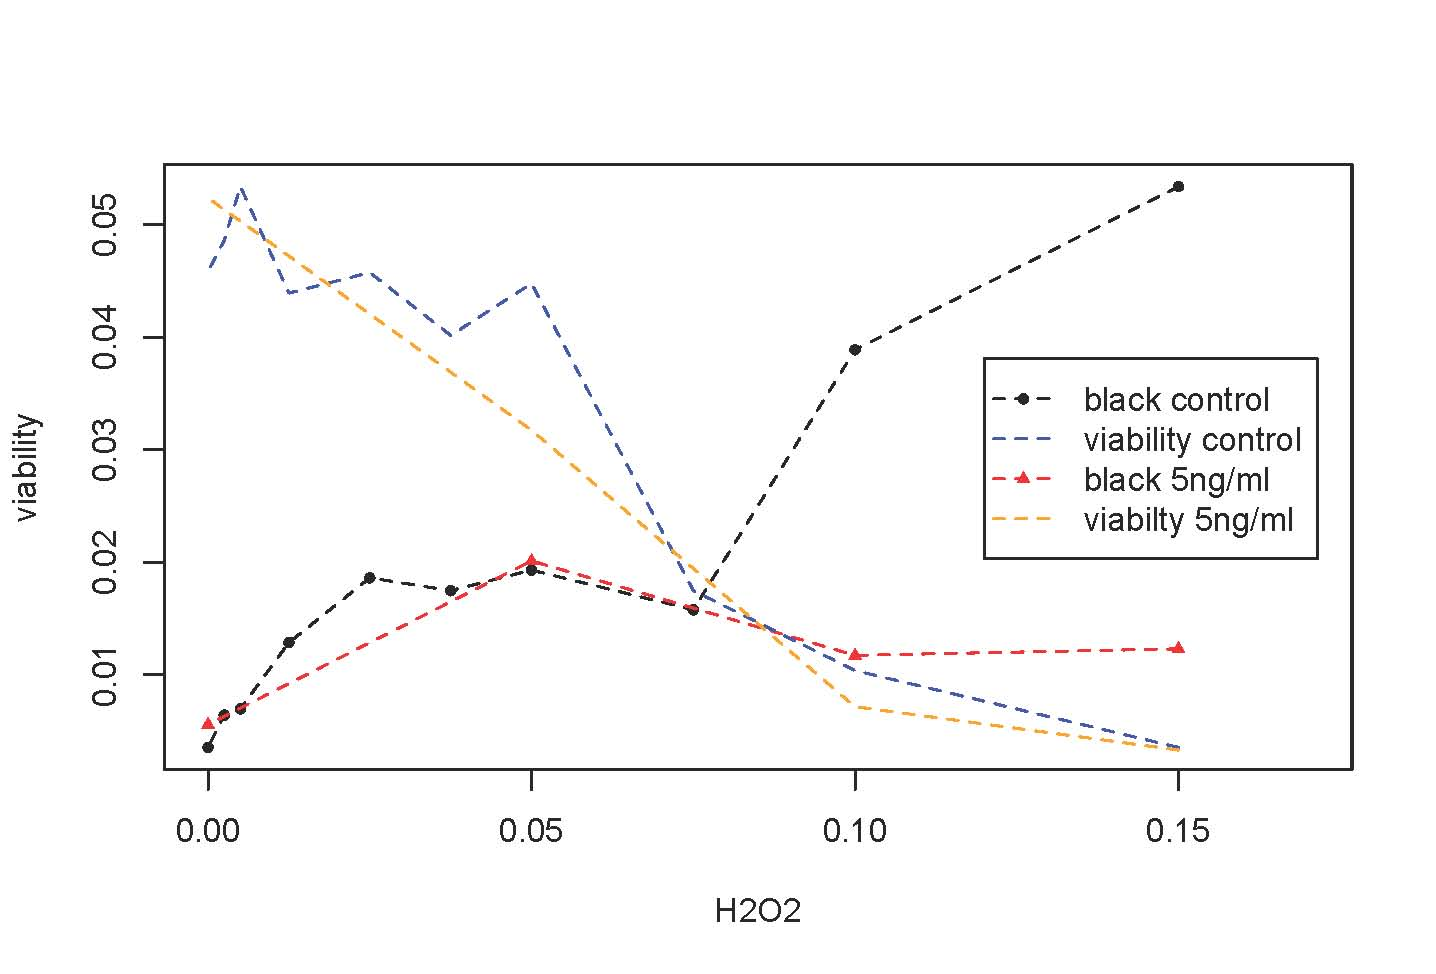 viability
0.05
0.04
0.03
0.02
0.01
black control
viability control
black 5ng/ml
viabilty 5ng/ml
0.00 0.05 0.10 0.15
H2O2